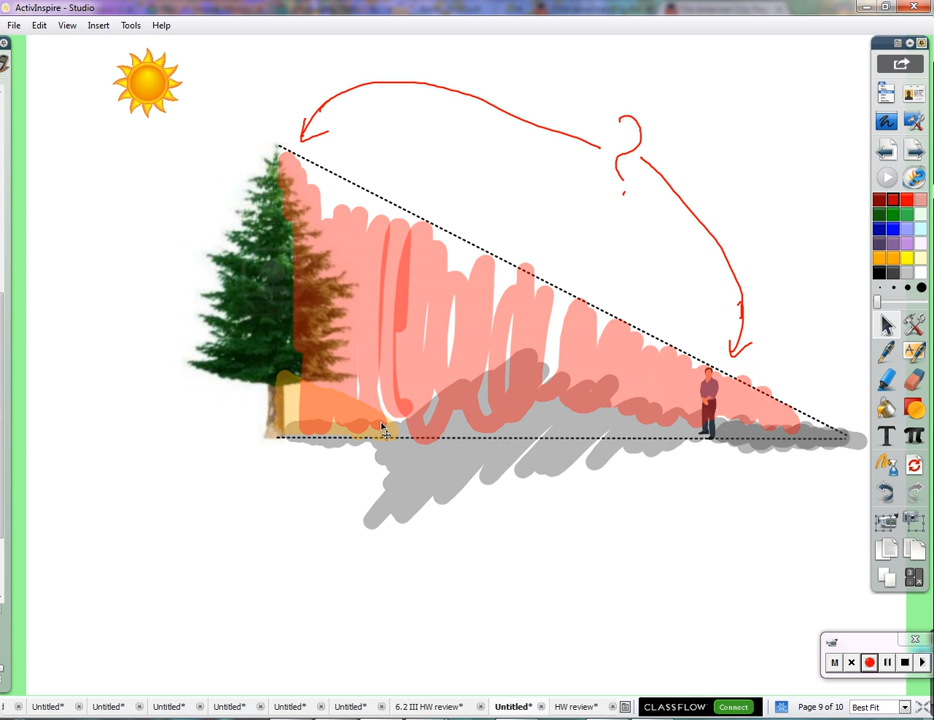 ActivInspire - Studio
File Edit View Insert Tools Help
?
T π
M
Untitled* Untitled* Untitled* Untitled* Untitled* Untitled* 6.2 III HW review* Untitled* HW review* CLASSFLOW Connect Page 9 of 10 Best Fit